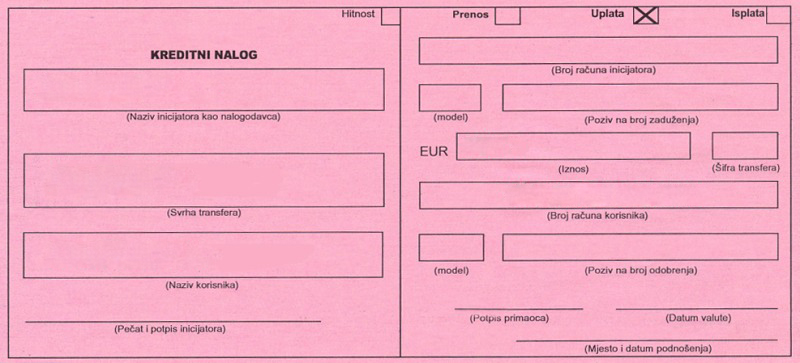 Hitnost
KREDITNI NALOG
(Naziv inicijatora kao nalogodavca)
(Svrha transfera)
(Naziv korisnika)
(Pečat i potpis inicijatora)
Prenos Uplata Isplata
(Broj računa inicijatora)
(model) (Poziv na broj zaduženja)
EUR
(Iznos) (Šifra transfera)
(Broj računa korisnika)
(model) (Poziv na broj odobrenja)
(Potpis primaoca) (Datum valute)
(Mjesto i datum podnošenja)